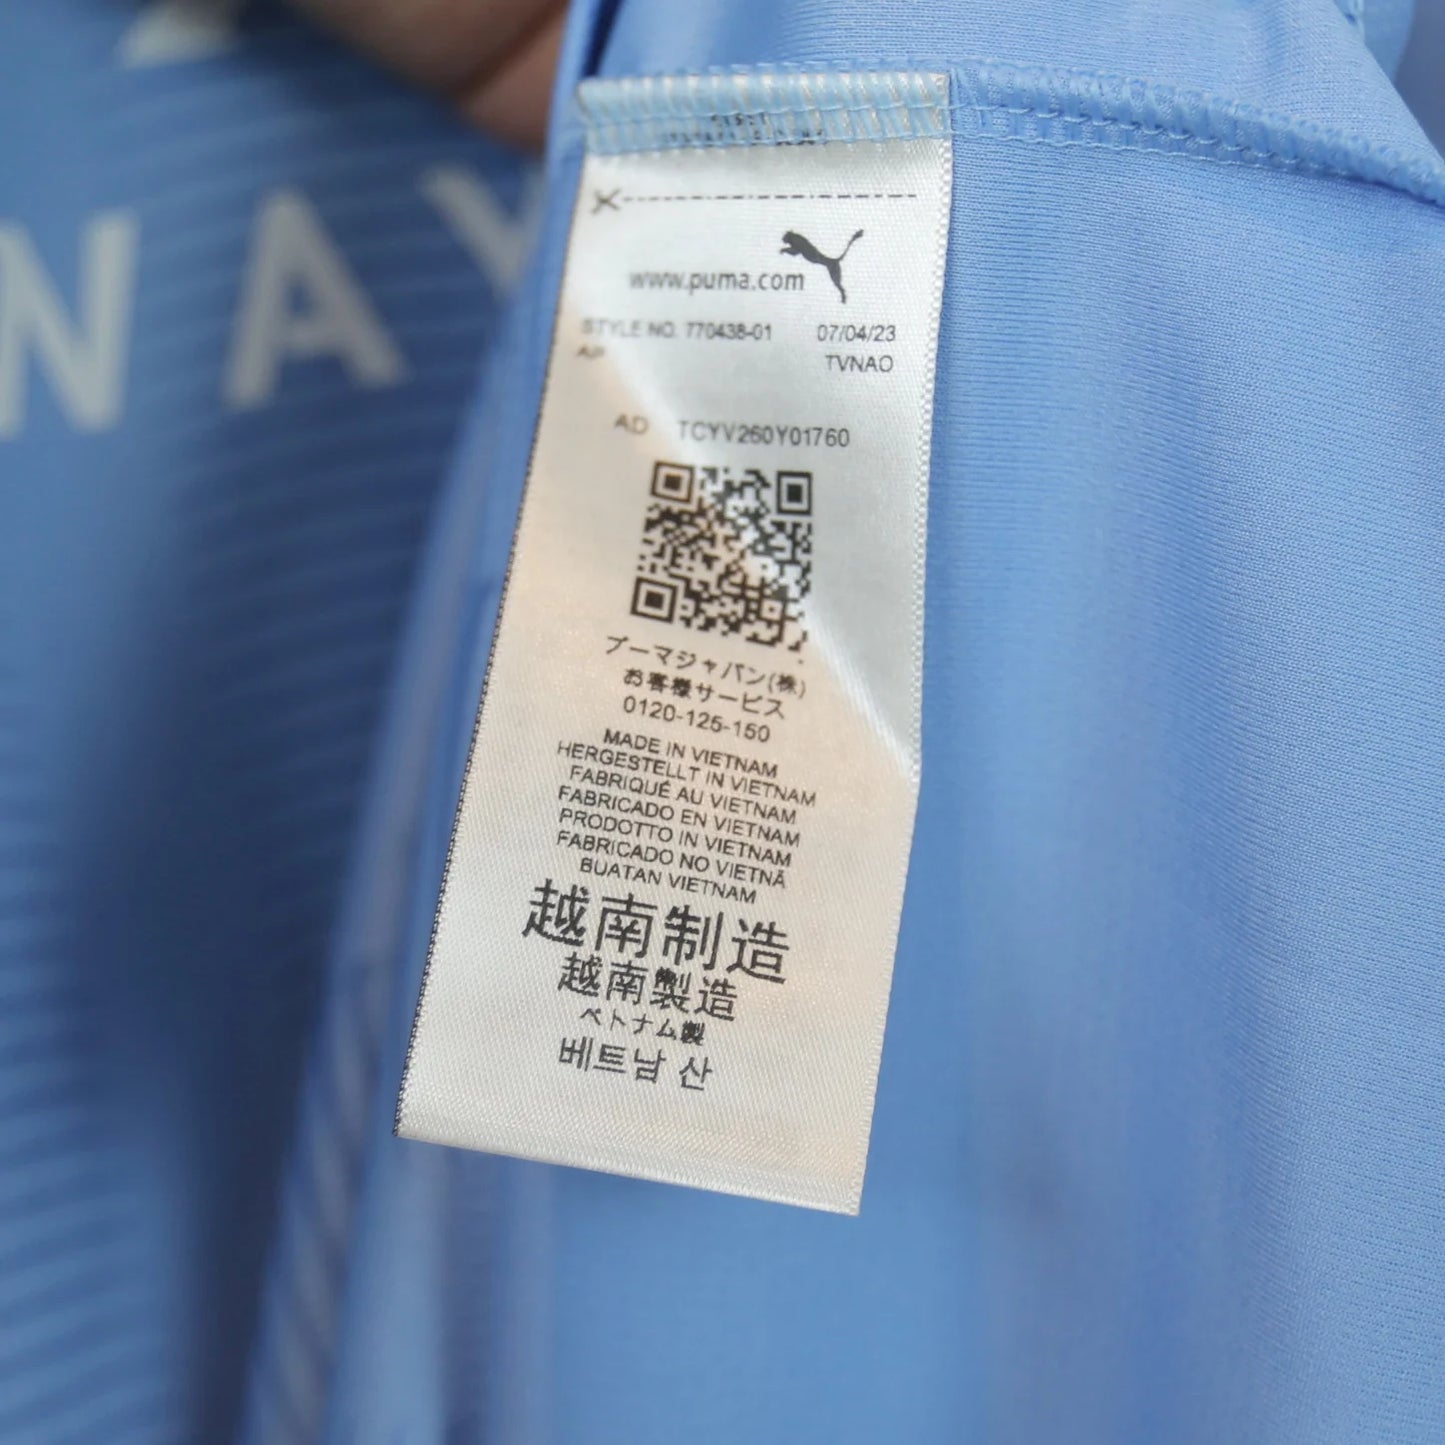 NAY
www.puma.com
STYLE NO. 770438-01 07/04/23
AP TVNAO
AD TCYV260Y01760
プーマジャパン(株)
お客様サービス
0120-125-150
MADE IN VIETNAM
HERGESTELLT IN VIETNAM
FABRIQUÉ AU VIETNAM
FABRICADO EN VIETNAM
PRODOTTO IN VIETNAM
FABRICADO NO VIETNÃ
BUATAN VIETNAM
越南制造
越南製造
ベトナム製
베트남 산